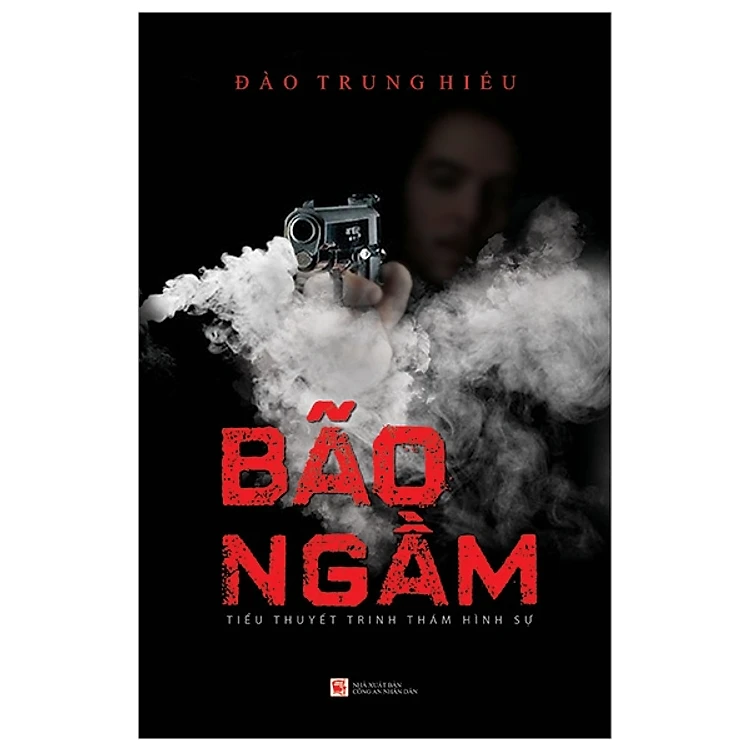 ĐÀO TRUNG HIẾU
BÃO
NGẦM
TIỂU THUYẾT TRINH THÁM HÌNH SỰ
NHÀ XUẤT BẢN
CÔNG AN NHÂN DÂN